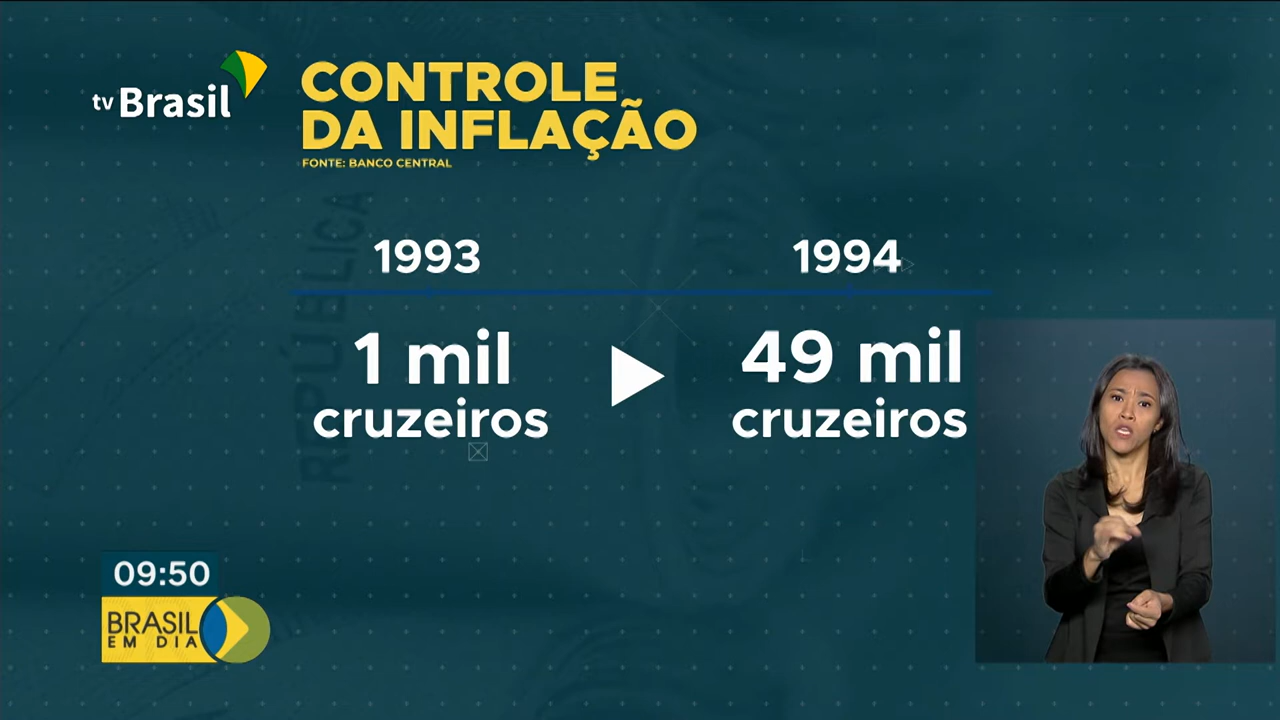 tv Brasil
CONTROLE
DA INFLAÇÃO
FONTE: BANCO CENTRAL
REPÚBLICA
1993
1994
1 mil
cruzeiros
49 mil
cruzeiros
09:50
BRASIL
EM DIA